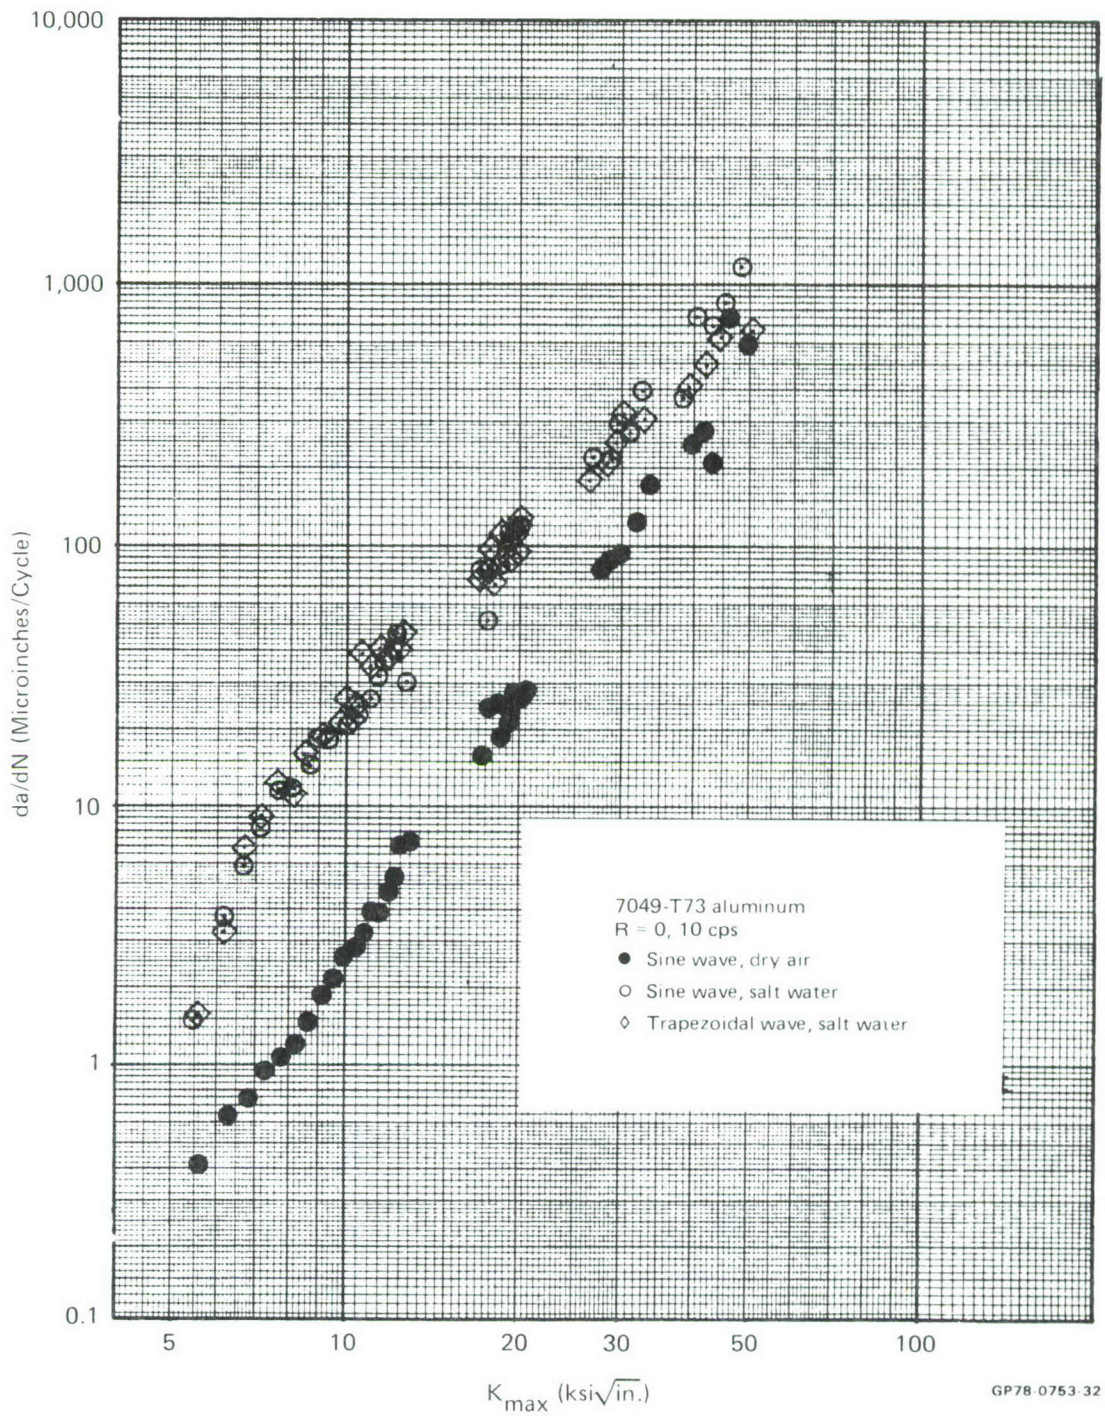 10,000
1,000
100
10
1
0.1
da/dN (Microinches/Cycle)
7049-T73 aluminum
R = 0, 10 cps
● Sine wave, dry air
○ Sine wave, salt water
◇ Trapezoidal wave, salt water
5 10 20 30 50 100
Kmax (ksi√in.)
GP78-0753-32